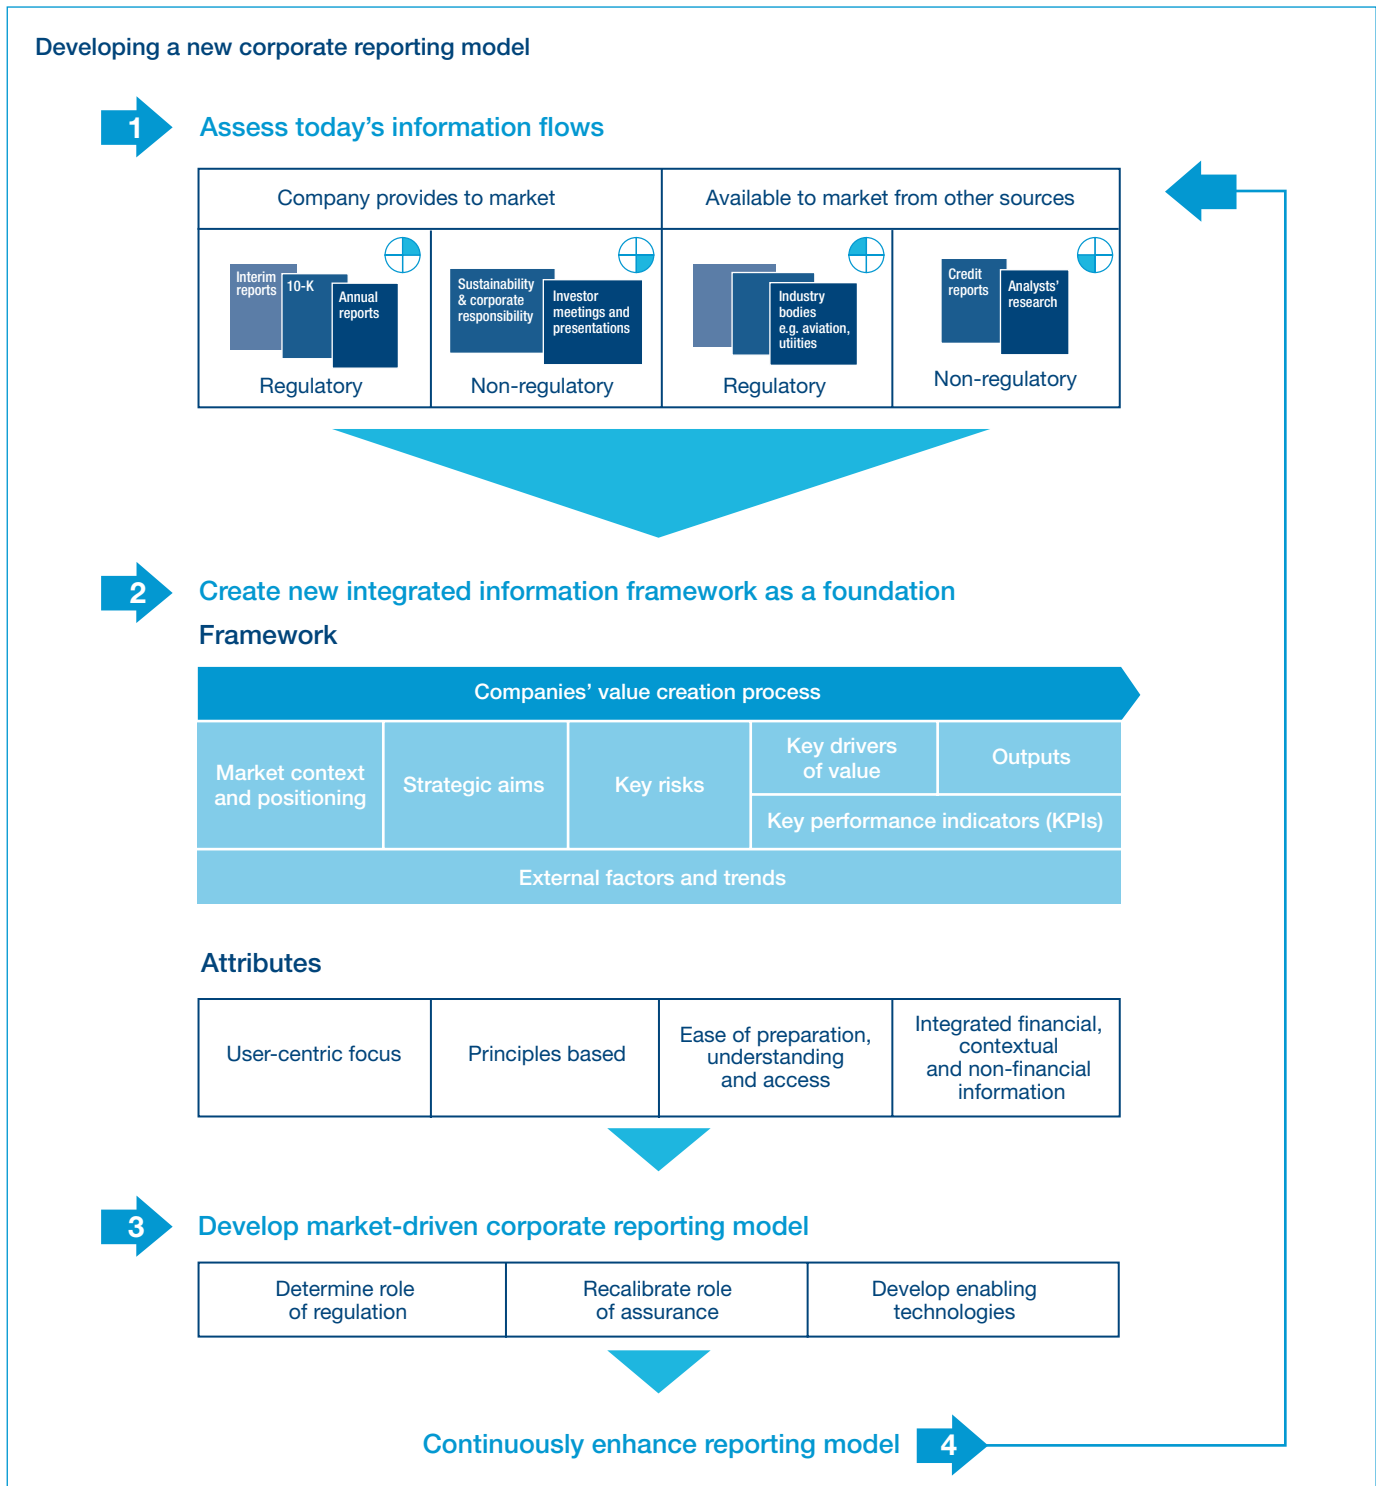 Developing a new corporate reporting model
1
Assess today's information flows
Company provides to market
Available to market from other sources
Interim
reports
10-K
Annual
reports
Regulatory
Sustainability
& corporate
responsibility
Investor
meetings and
presentations
Non-regulatory
Industry
bodies
e.g. aviation,
utiities
Regulatory
Credit
reports
Analysts'
research
Non-regulatory
2
Create new integrated information framework as a foundation
Framework
Companies' value creation process
Market context
and positioning
Strategic aims
Key risks
Key drivers
of value
Outputs
Key performance indicators (KPIs)
External factors and trends
Attributes
User-centric focus
Principles based
Ease of preparation,
understanding
and access
Integrated financial,
contextual
and non-financial
information
3
Develop market-driven corporate reporting model
Determine role
of regulation
Recalibrate role
of assurance
Develop enabling
technologies
Continuously enhance reporting model
4